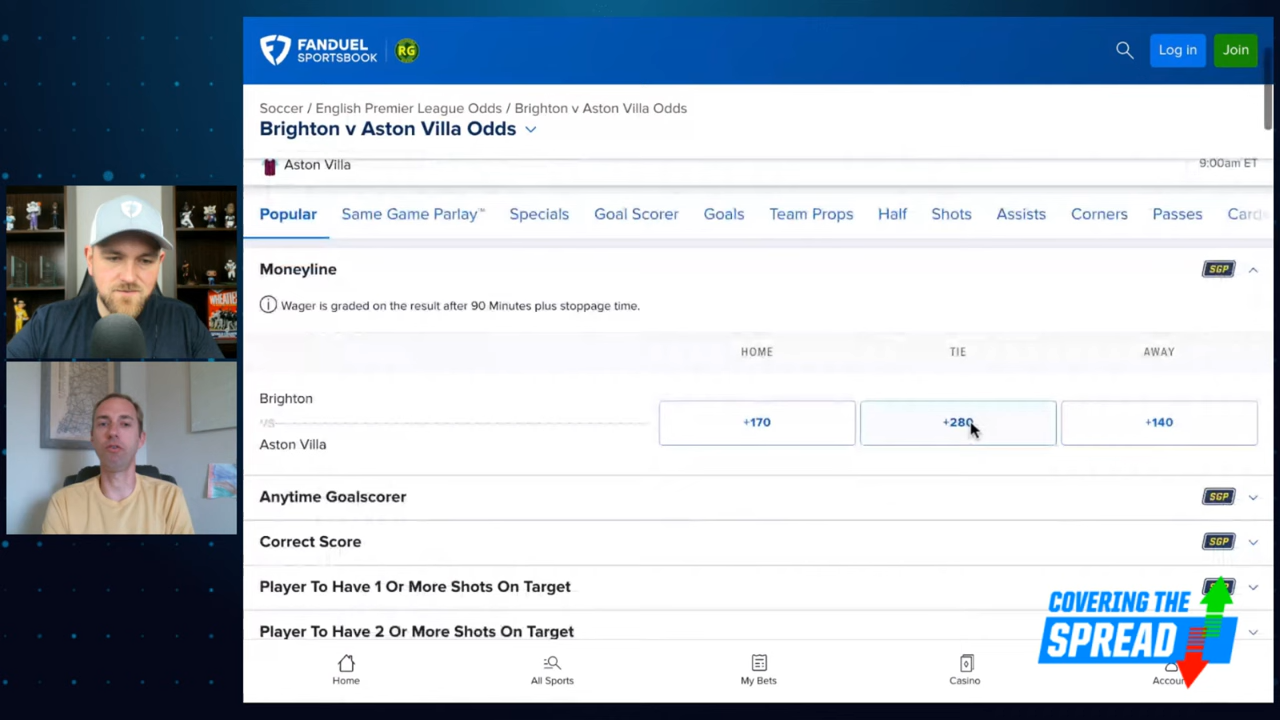 FANDUEL
SPORTSBOOK
RG
Log in
Join
Soccer / English Premier League Odds / Brighton v Aston Villa Odds
Brighton v Aston Villa Odds
Aston Villa
9:00am ET
Popular
Same Game Parlay™
Specials
Goal Scorer
Goals
Team Props
Half
Shots
Assists
Corners
Passes
Cards
Moneyline
SGP
Wager is graded on the result after 90 Minutes plus stoppage time.
HOME
TIE
AWAY
Brighton
VS
Aston Villa
+170
+280
+140
Anytime Goalscorer
SGP
Correct Score
SGP
Player To Have 1 Or More Shots On Target
Player To Have 2 Or More Shots On Target
COVERING THE
SPREAD
Home
All Sports
My Bets
Casino
Accou
WHEATIES